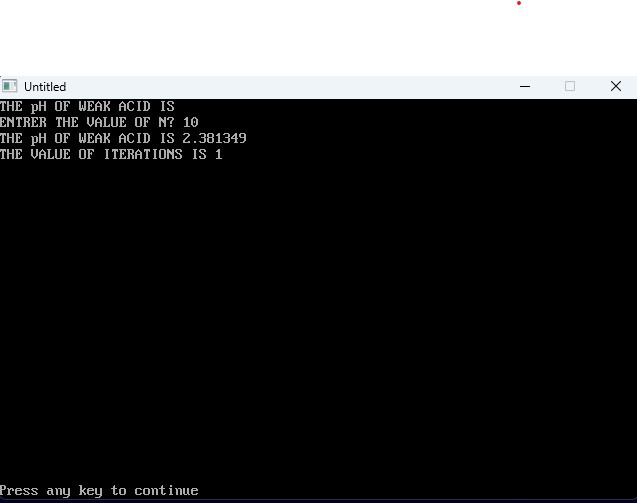 Untitled
THE pH OF WEAK ACID IS
ENTRER THE VALUE OF N? 10
THE pH OF WEAK ACID IS 2.381349
THE VALUE OF ITERATIONS IS 1
Press any key to continue